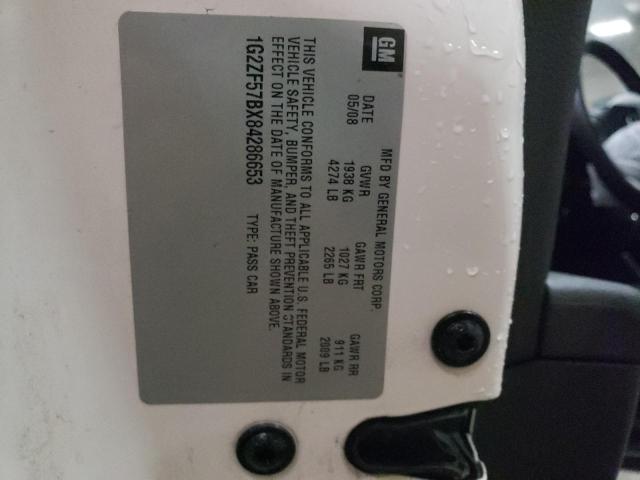 GM
MFD BY GENERAL MOTORS CORP.
DATE GVWR GAWR FRT GAWR RR
05/08 1938 KG 1027 KG 911 KG
4274 LB 2265 LB 2009 LB
THIS VEHICLE CONFORMS TO ALL APPLICABLE U.S. FEDERAL MOTOR
VEHICLE SAFETY, BUMPER, AND THEFT PREVENTION STANDARDS IN
EFFECT ON THE DATE OF MANUFACTURE SHOWN ABOVE.
1G2ZF57BX84286653 TYPE: PASS CAR